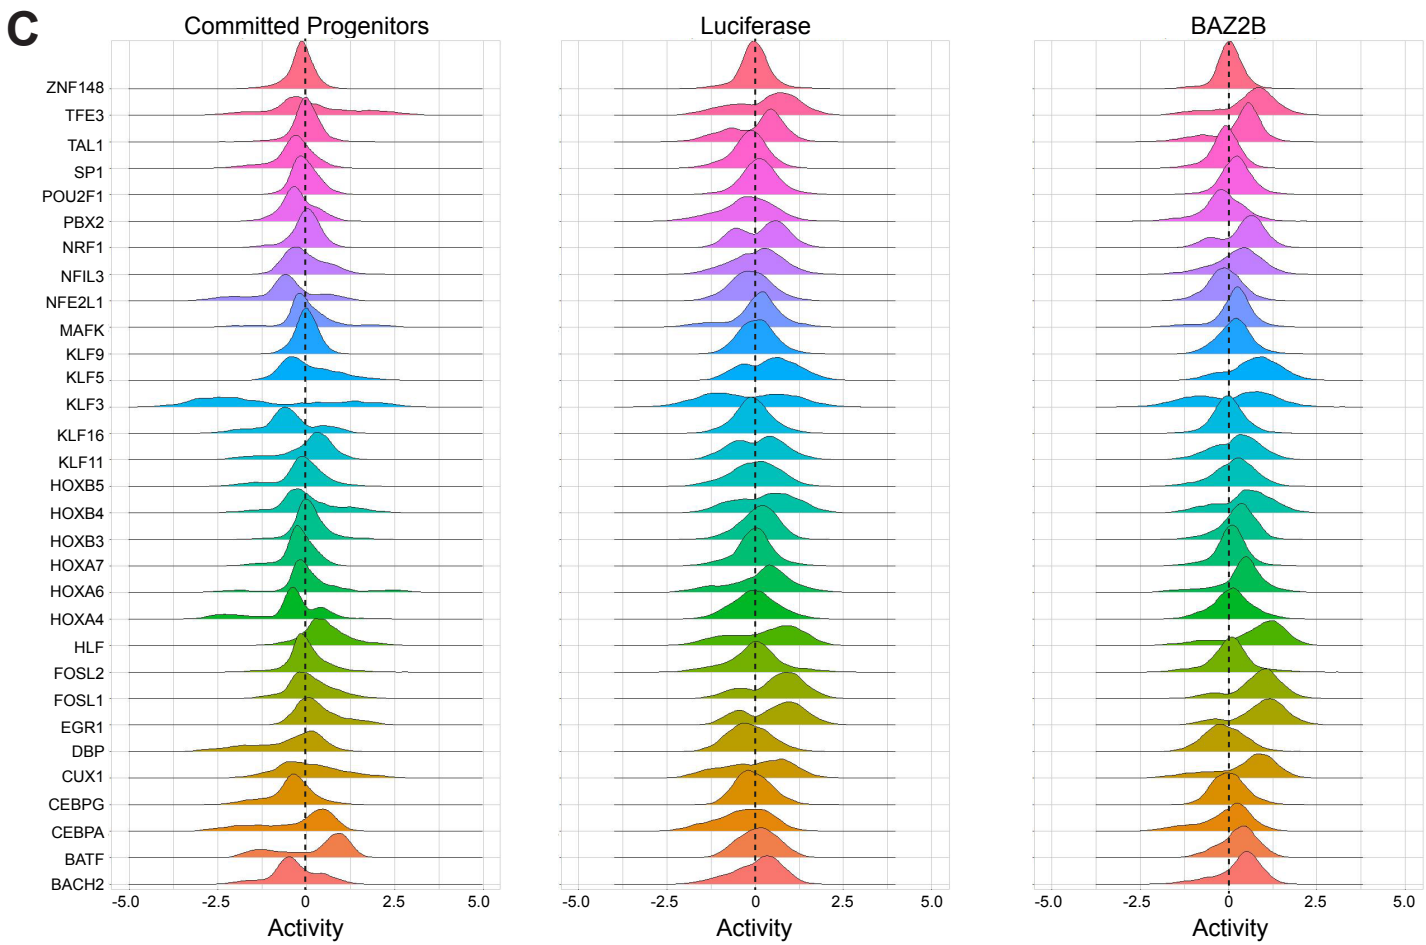 C
Committed Progenitors
Luciferase
BAZ2B
ZNF148
TFE3
TAL1
SP1
POU2F1
PBX2
NRF1
NFIL3
NFE2L1
MAFK
KLF9
KLF5
KLF3
KLF16
KLF11
HOXB5
HOXB4
HOXB3
HOXA7
HOXA6
HOXA4
HLF
FOSL2
FOSL1
EGR1
DBP
CUX1
CEBPG
CEBPA
BATF
BACH2
-5.0 -2.5 0 2.5 5.0
-5.0 -2.5 0 2.5 5.0
-5.0 -2.5 0 2.5 5.0
Activity
Activity
Activity